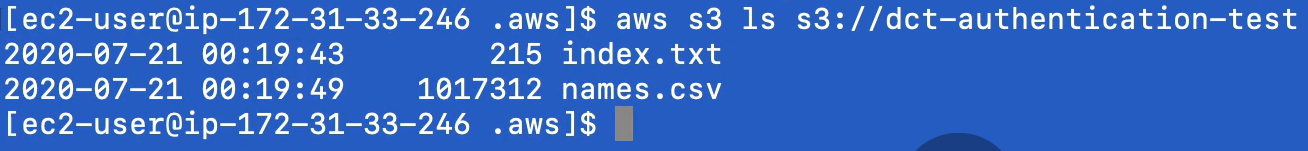 [ec2-user@ip-172-31-33-246 .aws]$ aws s3 ls s3://dct-authentication-test
2020-07-21 00:19:43        215 index.txt
2020-07-21 00:19:49    1017312 names.csv
[ec2-user@ip-172-31-33-246 .aws]$